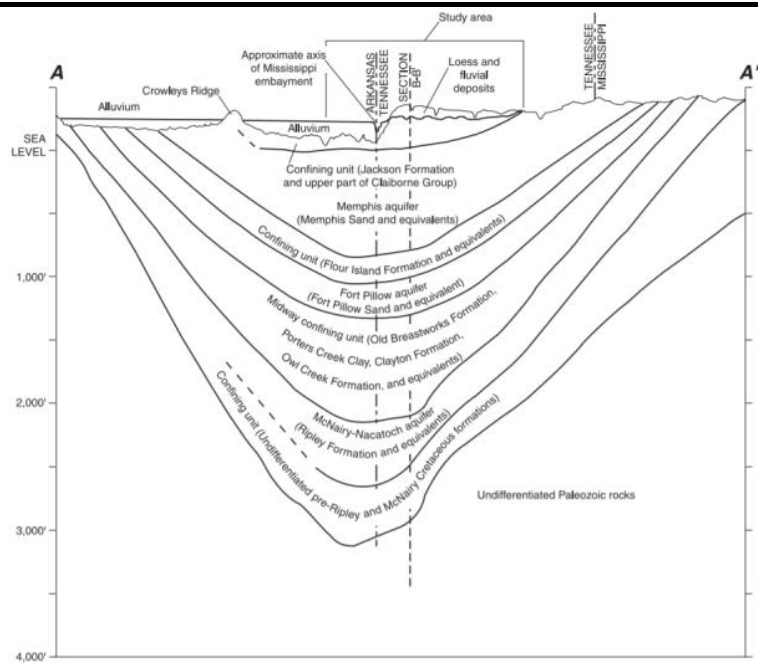 Study area
Approximate axis
of Mississippi
embayment
ARKANSAS
TENNESSEE
SECTION
B-B'
Loess and
fluvial
deposits
TENNESSEE
MISSISSIPPI
A
A'
Crowleys Ridge
Alluvium
Alluvium
SEA
LEVEL
Confining unit (Jackson Formation
and upper part of Claiborne Group)
Memphis aquifer
(Memphis Sand and equivalents)
Confining unit (Flour Island Formation and equivalents)
1,000'
Fort Pillow aquifer
(Fort Pillow Sand and equivalent)
Midway confining unit (Old Breastworks Formation,
Porters Creek Clay, Clayton Formation,
Owl Creek Formation, and equivalents)
2,000'
McNairy-Nacatoch aquifer
(Ripley Formation and equivalents)
Confining unit (Undifferentiated pre-Ripley and McNairy Cretaceous formations)
Undifferentiated Paleozoic rocks
3,000'
4,000'